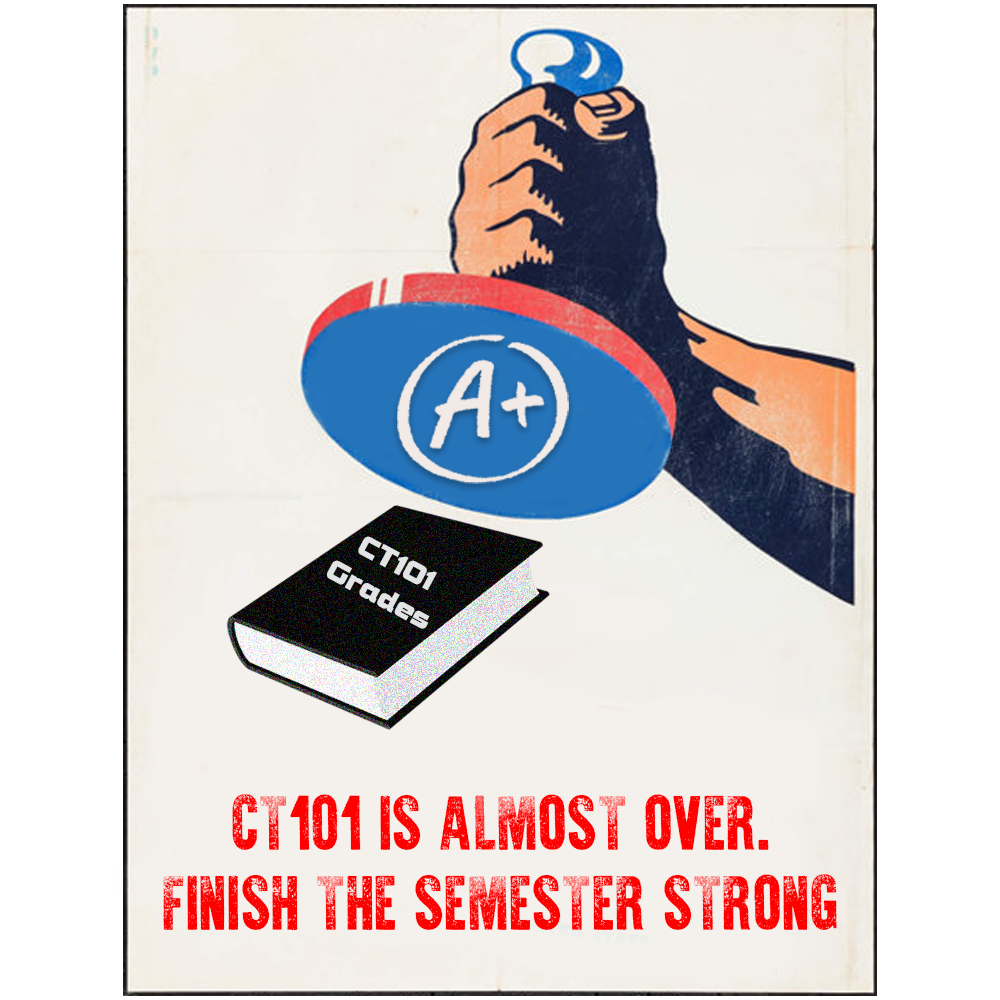 A+
CT101
Grades
CT101 IS ALMOST OVER.
FINISH THE SEMESTER STRONG